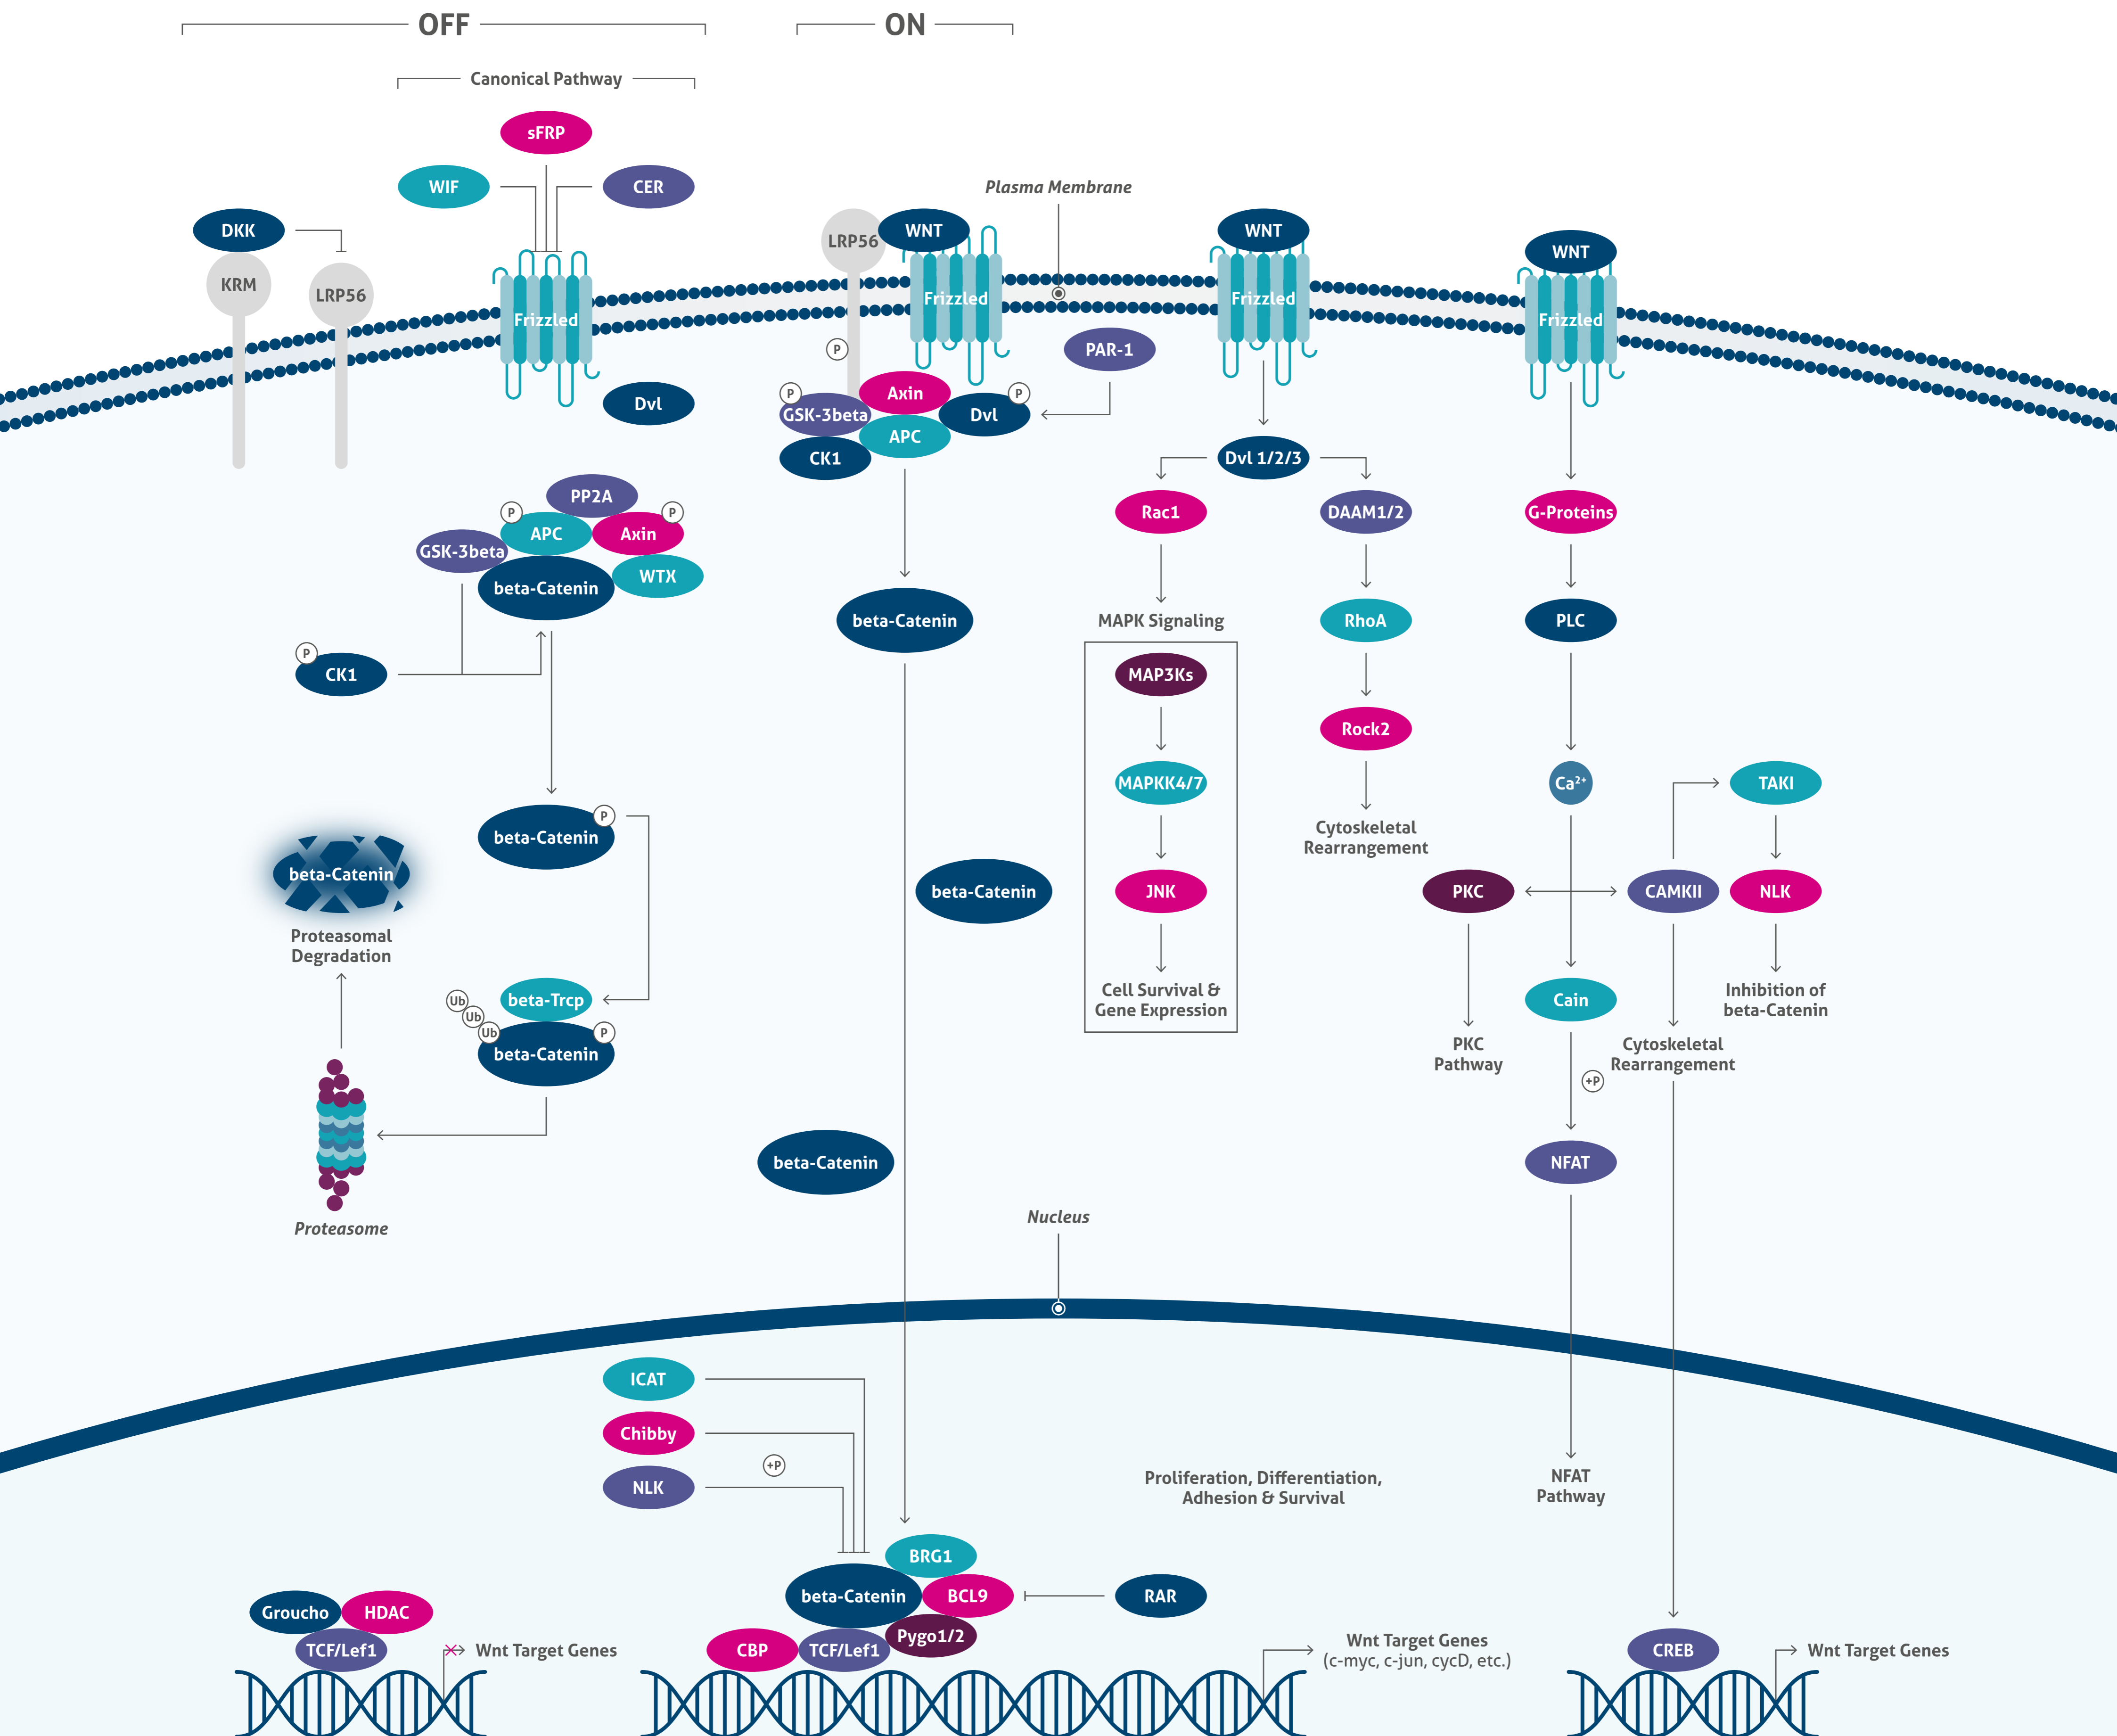 OFF
ON
Canonical Pathway
sFRP
WIF
CER
DKK
KRM
LRP56
Frizzled
Dvl
Plasma Membrane
LRP56
WNT
Frizzled
WNT
Frizzled
WNT
Frizzled
P
PAR-1
P
GSK-3beta
Axin
Dvl
P
APC
CK1
Dvl 1/2/3
PP2A
P
APC
Axin
P
GSK-3beta
beta-Catenin
WTX
P
CK1
beta-Catenin
Rac1
DAAM1/2
G-Proteins
MAPK Signaling
RhoA
PLC
MAP3Ks
Rock2
MAPKK4/7
Ca²⁺
TAKI
Cytoskeletal
Rearrangement
beta-Catenin
P
beta-Catenin
Proteasomal
Degradation
beta-Catenin
JNK
PKC
CAMKII
NLK
Cell Survival &
Gene Expression
Cain
Inhibition of
beta-Catenin
beta-Trcp
Ub
Ub
Ub
beta-Catenin
P
PKC
Pathway
Cytoskeletal
Rearrangement
+P
Proteasome
beta-Catenin
NFAT
Nucleus
ICAT
Chibby
+P
NLK
Proliferation, Differentiation,
Adhesion & Survival
NFAT
Pathway
BRG1
beta-Catenin
BCL9
RAR
Groucho
HDAC
TCF/Lef1
Wnt Target Genes
CBP
TCF/Lef1
Pygo1/2
Wnt Target Genes
(c-myc, c-jun, cycD, etc.)
CREB
Wnt Target Genes